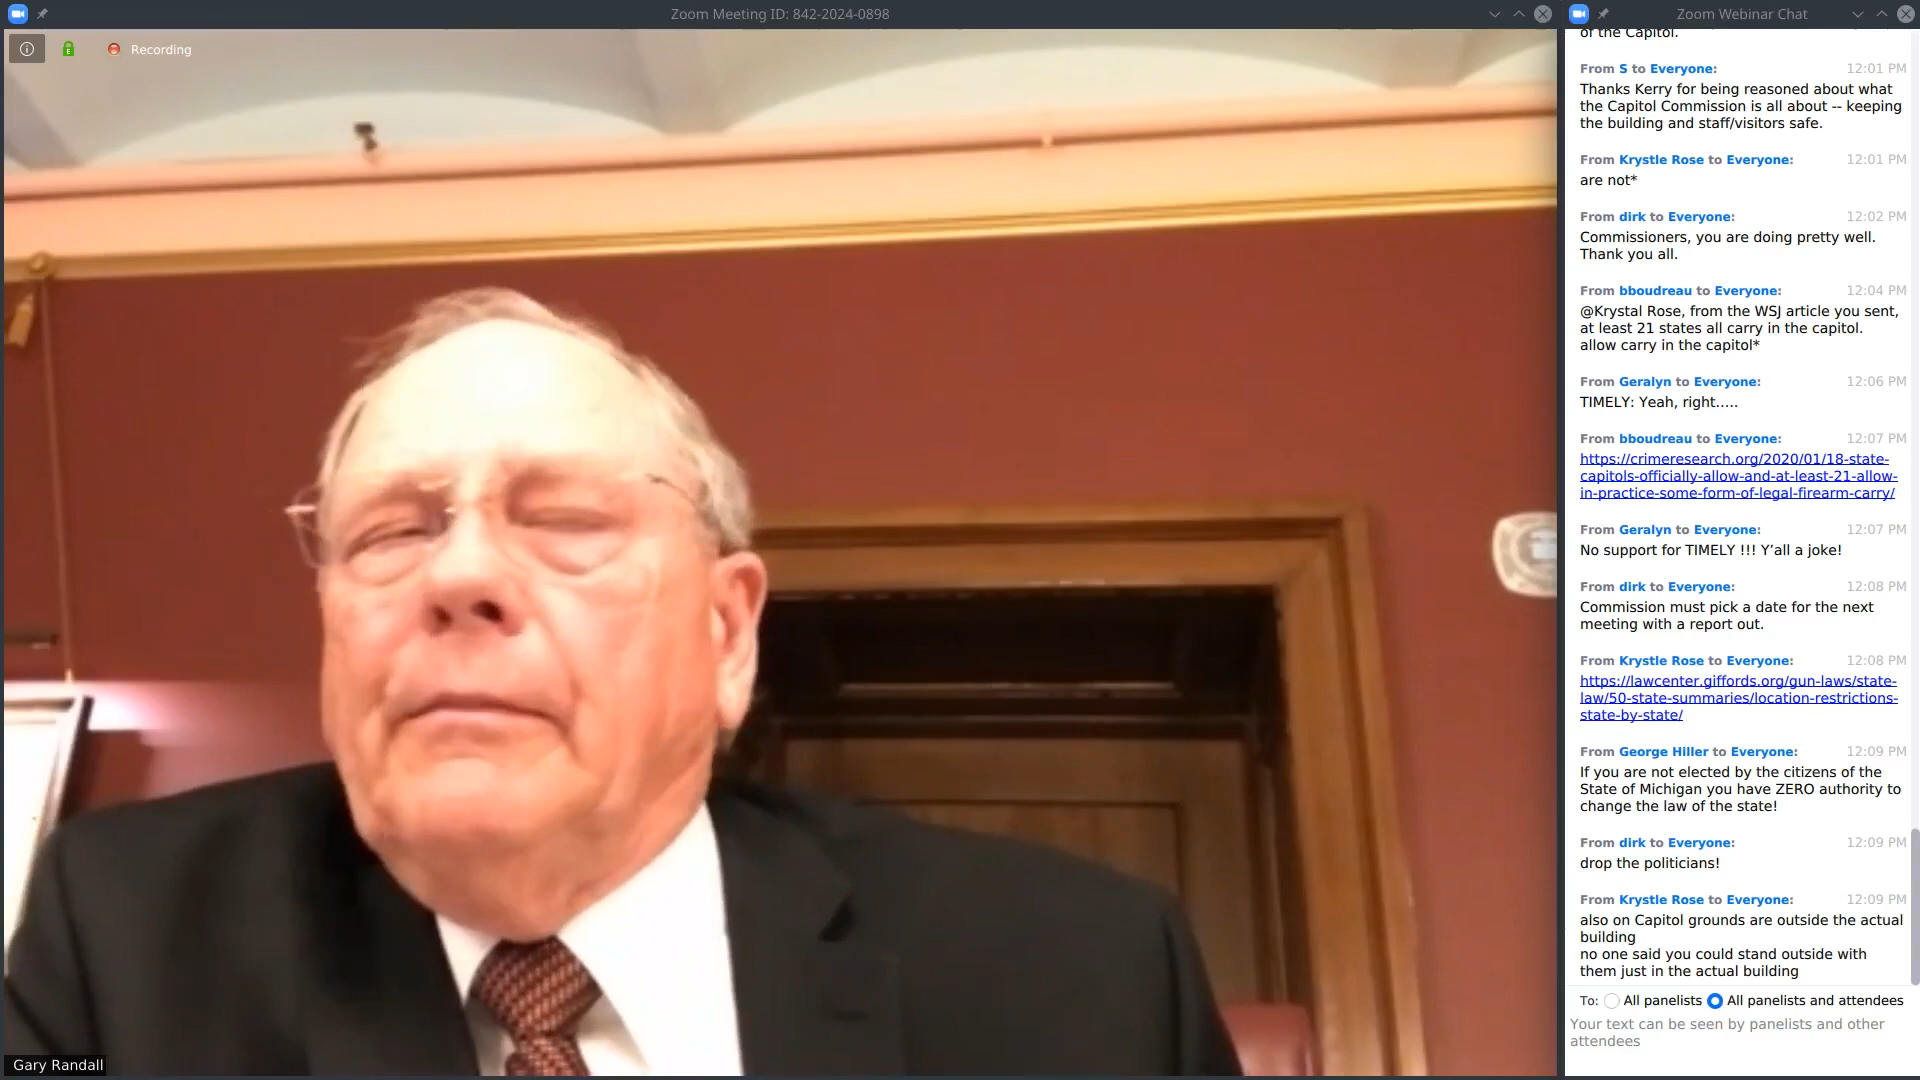 Zoom Meeting ID: 842-2024-0898
Recording
Gary Randall
Zoom Webinar Chat
of the Capitol.
From S to Everyone: 12:01 PM
Thanks Kerry for being reasoned about what
the Capitol Commission is all about -- keeping
the building and staff/visitors safe.
From Krystle Rose to Everyone: 12:01 PM
are not*
From dirk to Everyone: 12:02 PM
Commissioners, you are doing pretty well.
Thank you all.
From bboudreau to Everyone: 12:04 PM
@Krystal Rose, from the WSJ article you sent,
at least 21 states all carry in the capitol.
allow carry in the capitol*
From Geralyn to Everyone: 12:06 PM
TIMELY: Yeah, right.....
From bboudreau to Everyone: 12:07 PM
https://crimeresearch.org/2020/01/18-state-
capitols-officially-allow-and-at-least-21-allow-
in-practice-some-form-of-legal-firearm-carry/
From Geralyn to Everyone: 12:07 PM
No support for TIMELY !!! Y’all a joke!
From dirk to Everyone: 12:08 PM
Commission must pick a date for the next
meeting with a report out.
From Krystle Rose to Everyone: 12:08 PM
https://lawcenter.giffords.org/gun-laws/state-
law/50-state-summaries/location-restrictions-
state-by-state/
From George Hiller to Everyone: 12:09 PM
If you are not elected by the citizens of the
State of Michigan you have ZERO authority to
change the law of the state!
From dirk to Everyone: 12:09 PM
drop the politicians!
From Krystle Rose to Everyone: 12:09 PM
also on Capitol grounds are outside the actual
building
no one said you could stand outside with
them just in the actual building
To: All panelists All panelists and attendees
Your text can be seen by panelists and other
attendees